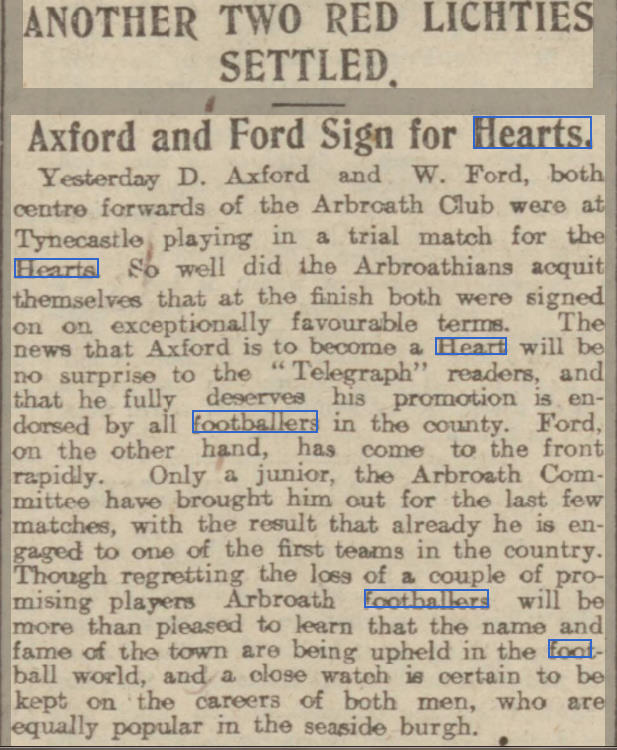 ANOTHER TWO RED LICHTIES
SETTLED.
Axford and Ford Sign for Hearts.
Yesterday D. Axford and W. Ford, both
centre forwards of the Arbroath Club were at
Tynecastle playing in a trial match for the
Hearts. So well did the Arbroathians acquit
themselves that at the finish both were signed
on on exceptionally favourable terms. The
news that Axford is to become a Heart will be
no surprise to the "Telegraph" readers, and
that he fully deserves his promotion is en-
dorsed by all footballers in the county. Ford,
on the other hand, has come to the front
rapidly. Only a junior, the Arbroath Com-
mittee have brought him out for the last few
matches, with the result that already he is en-
gaged to one of the first teams in the country.
Though regretting the loss of a couple of pro-
mising players Arbroath footballers will be
more than pleased to learn that the name and
fame of the town are being upheld in the foot-
ball world, and a close watch is certain to be
kept on the careers of both men, who are
equally popular in the seaside burgh.